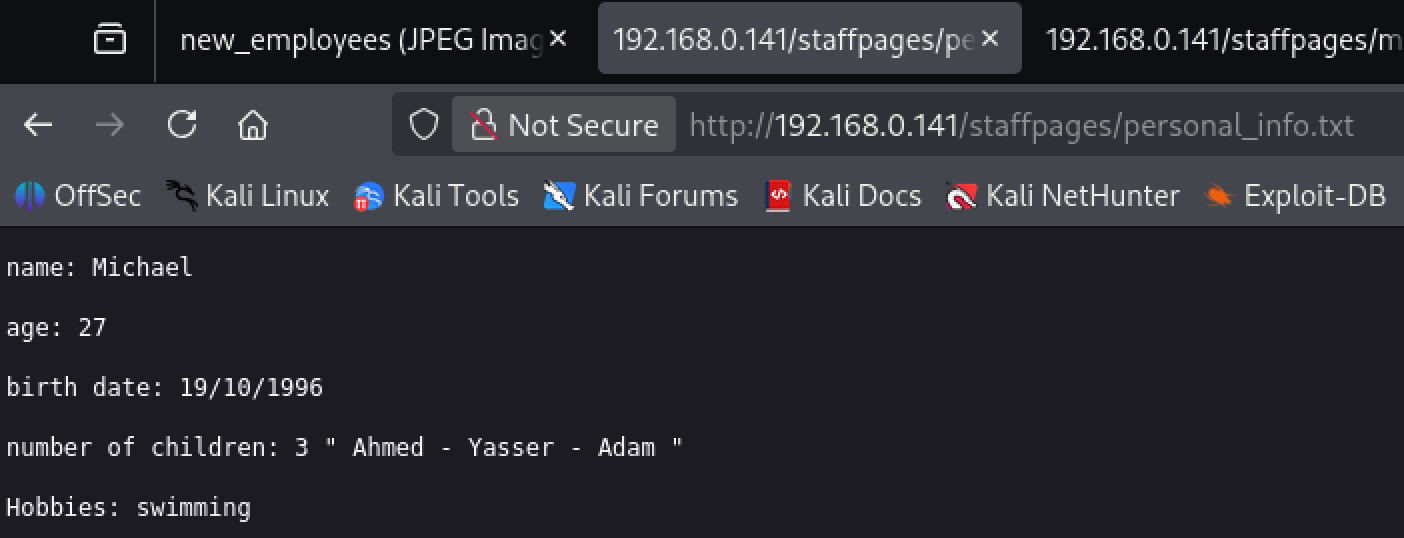 new_employees (JPEG Imag
192.168.0.141/staffpages/pe
192.168.0.141/staffpages/m
Not Secure http://192.168.0.141/staffpages/personal_info.txt
OffSec Kali Linux Kali Tools Kali Forums Kali Docs Kali NetHunter Exploit-DB
name: Michael
age: 27
birth date: 19/10/1996
number of children: 3 " Ahmed - Yasser - Adam "
Hobbies: swimming